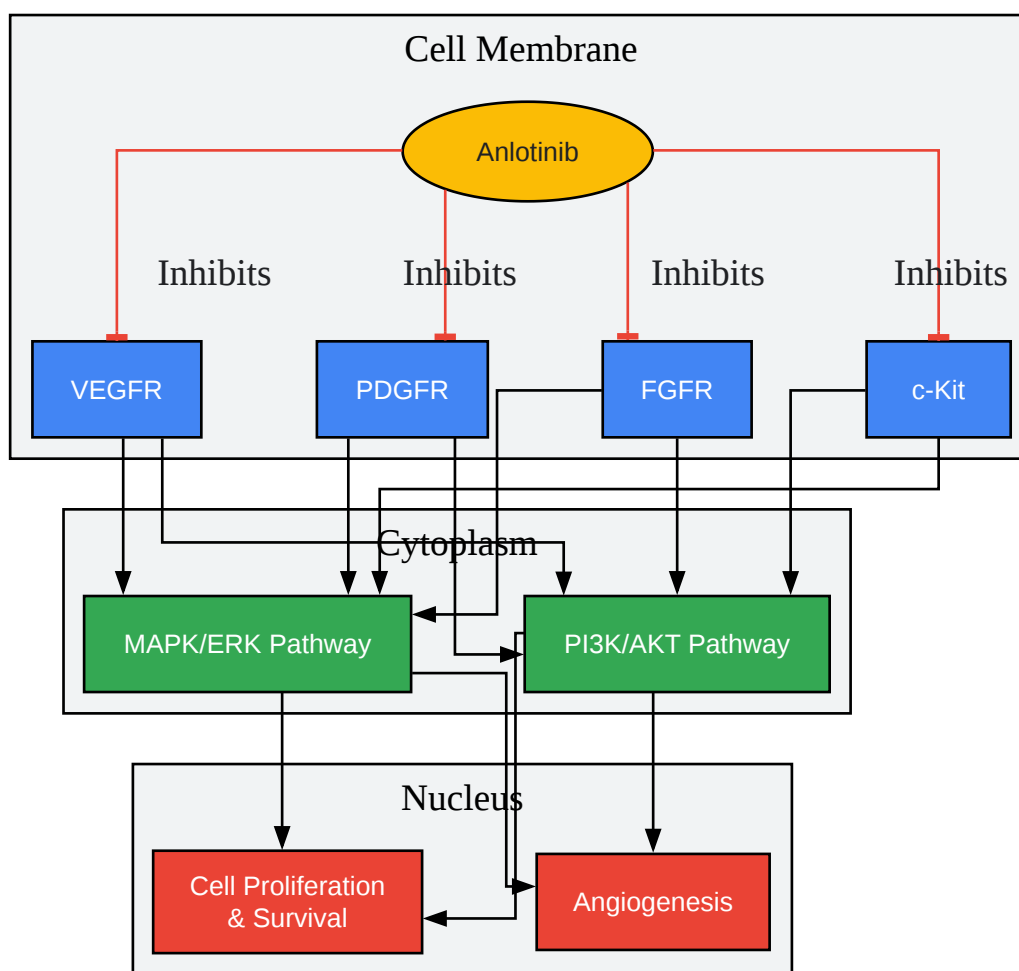 Cell Membrane
Anlotinib
Inhibits
Inhibits
Inhibits
Inhibits
VEGFR
PDGFR
FGFR
c-Kit
Cytoplasm
MAPK/ERK Pathway
PI3K/AKT Pathway
Nucleus
Cell Proliferation
& Survival
Angiogenesis